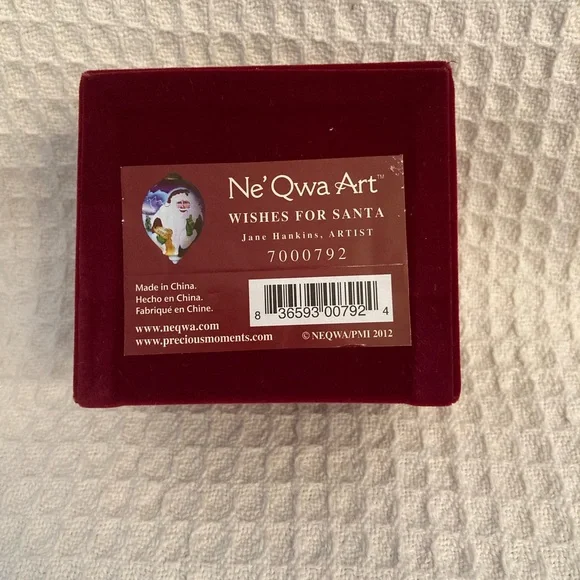 Ne'Qwa Art™
WISHES FOR SANTA
Jane Hankins, ARTIST
7000792
Made in China.
Hecho en China.
Fabriqué en Chine.
www.neqwa.com
www.preciousmoments.com
8 36593 00792 4
© NEQWA/PMI 2012